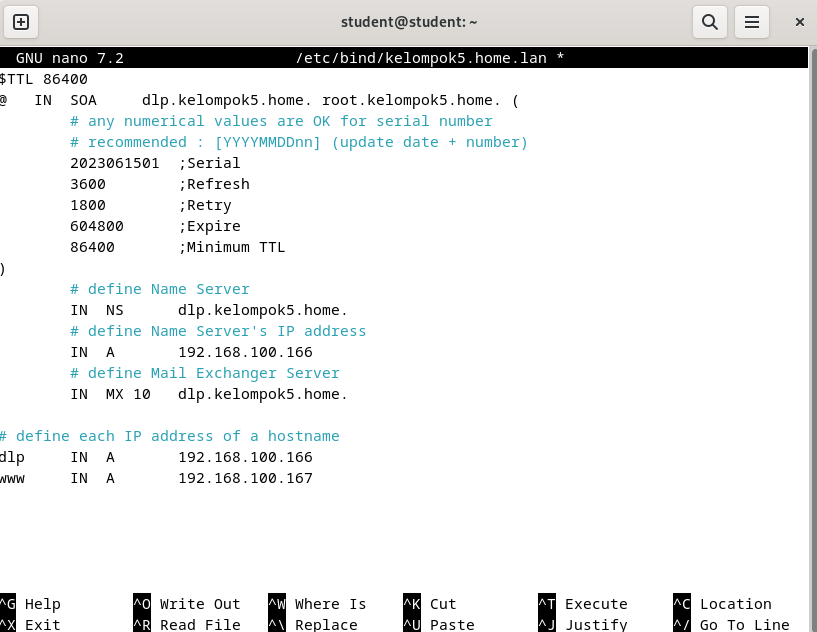 student@student: ~
GNU nano 7.2 /etc/bind/kelompok5.home.lan *
$TTL 86400
@ IN SOA dlp.kelompok5.home. root.kelompok5.home. (
# any numerical values are OK for serial number
# recommended : [YYYYMMDDnn] (update date + number)
2023061501 ;Serial
3600 ;Refresh
1800 ;Retry
604800 ;Expire
86400 ;Minimum TTL
)
# define Name Server
IN NS dlp.kelompok5.home.
# define Name Server's IP address
IN A 192.168.100.166
# define Mail Exchanger Server
IN MX 10 dlp.kelompok5.home.
# define each IP address of a hostname
dlp IN A 192.168.100.166
www IN A 192.168.100.167
^G Help ^O Write Out ^W Where Is ^K Cut ^T Execute ^C Location
^X Exit ^R Read File ^\ Replace ^U Paste ^J Justify ^/ Go To Line